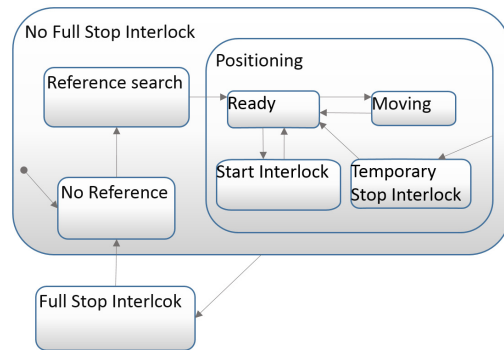 No Full Stop Interlock
Positioning
Reference search
Ready
Moving
Start Interlock
Temporary
Stop Interlock
No Reference
Full Stop Interlcok